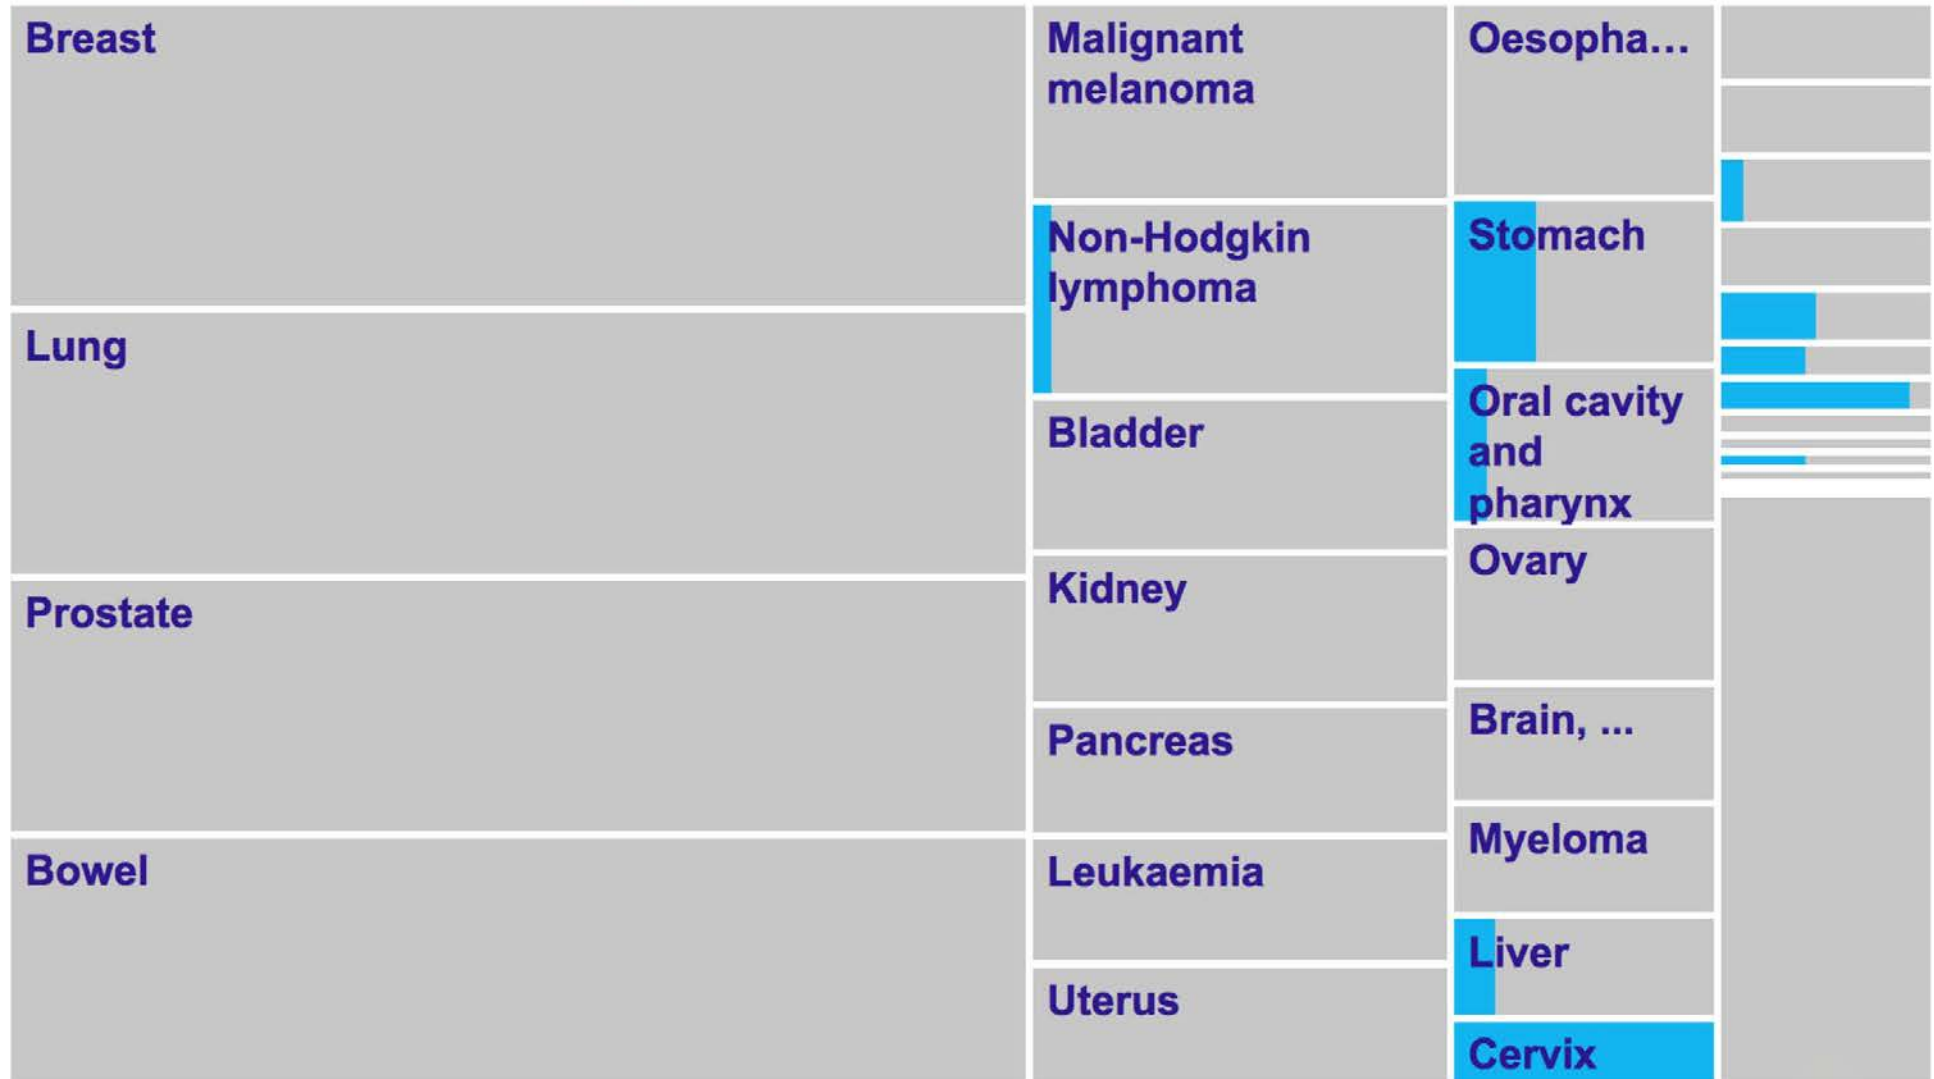 Breast
Lung
Prostate
Bowel
Malignant
melanoma
Non-Hodgkin
lymphoma
Bladder
Kidney
Pancreas
Leukaemia
Uterus
Oesopha…
Stomach
Oral cavity
and
pharynx
Ovary
Brain, ...
Myeloma
Liver
Cervix